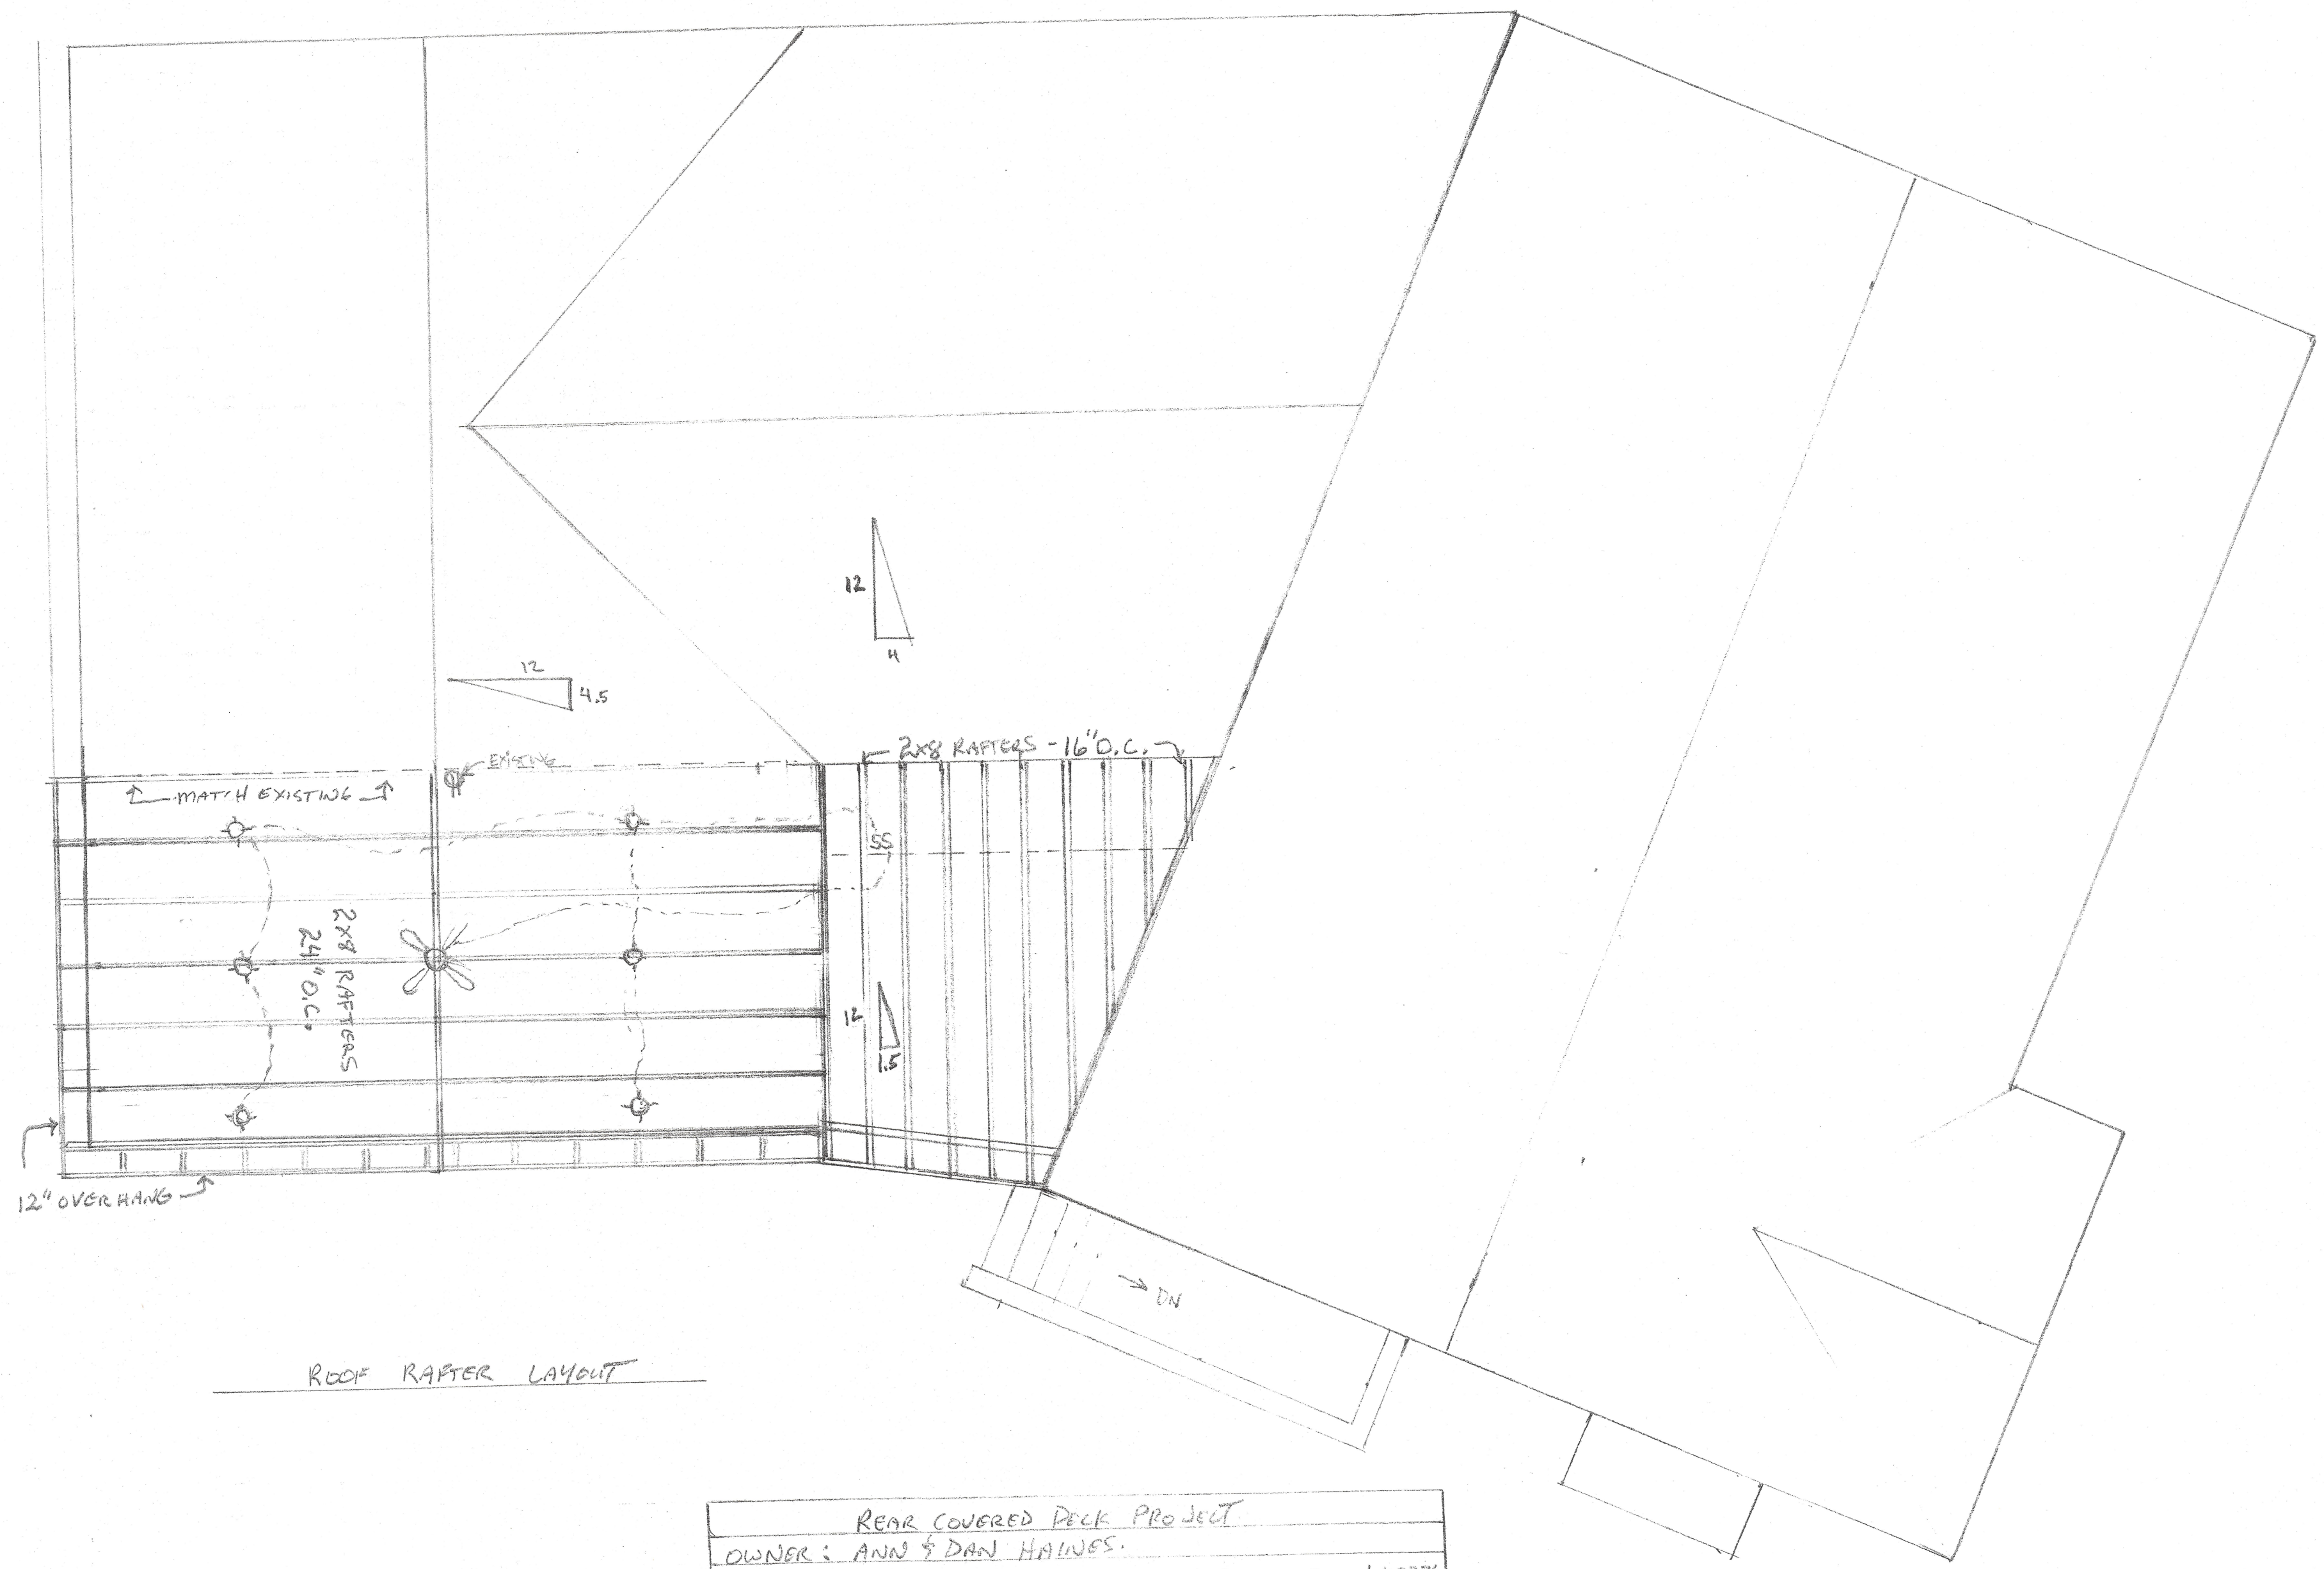 12
4
12
4.5
2x8 RAFTERS - 16" O.C.
EXISTING
MATCH EXISTING
SS
2x8 RAFTERS
24" O.C.
12
1.5
12" OVERHANG
DN
ROOF RAFTER LAYOUT
REAR COVERED DECK PROJECT
OWNER: ANN & DAN HAINES.